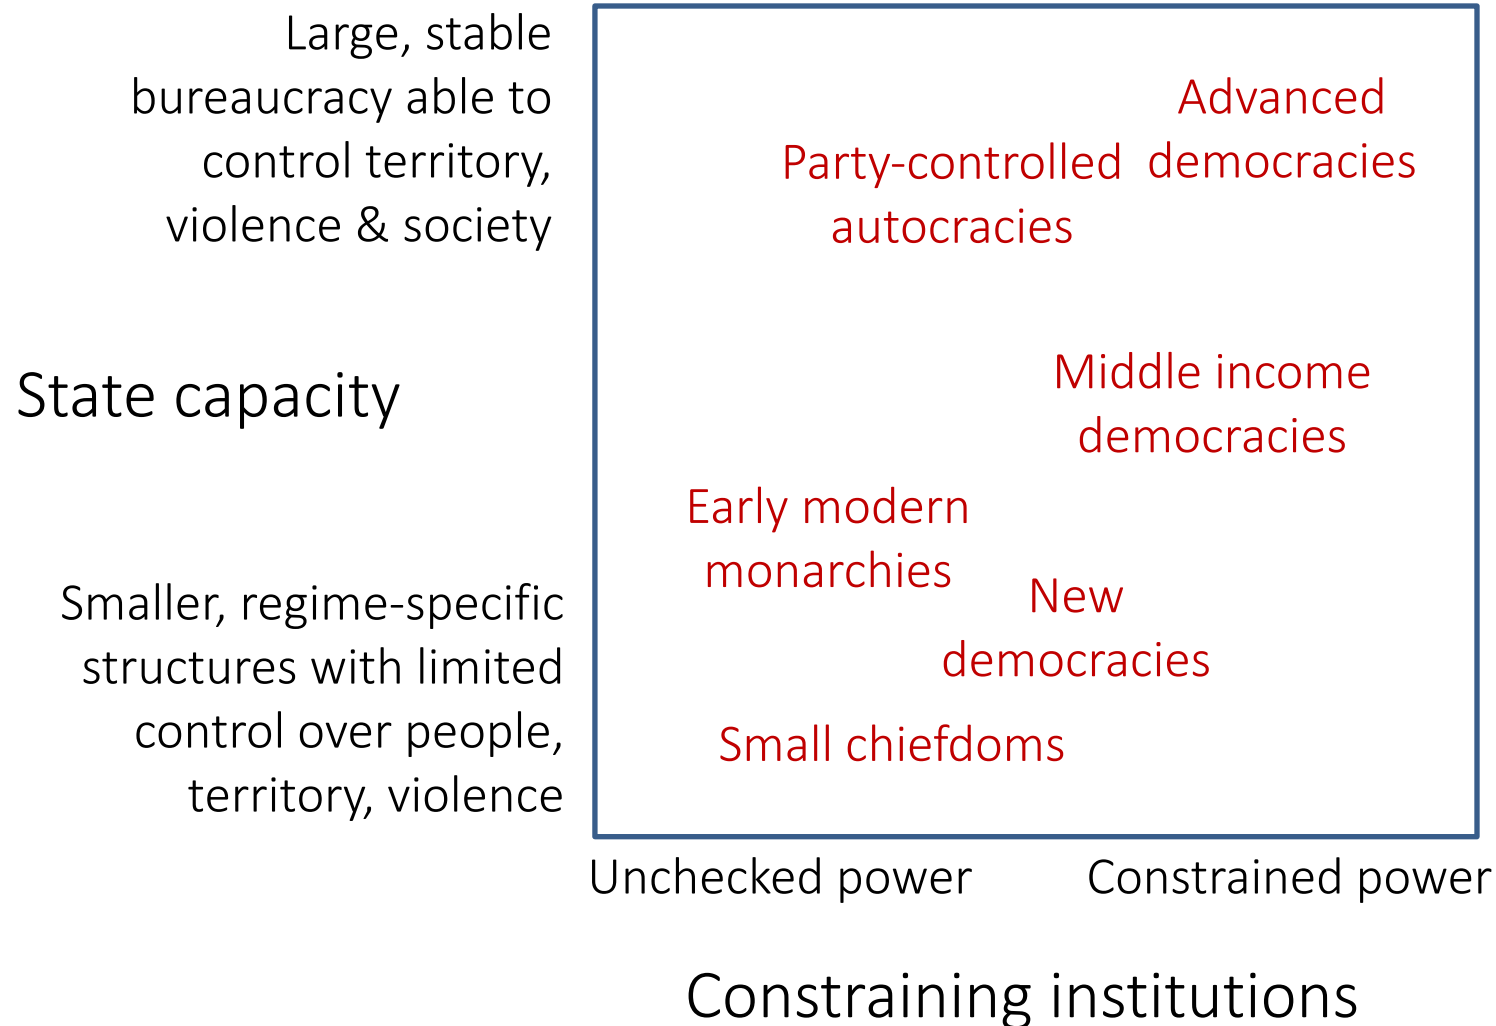 Large, stable
bureaucracy able to
control territory,
violence & society
State capacity
Smaller, regime-specific
structures with limited
control over people,
territory, violence
Advanced
democracies
Party-controlled
autocracies
Middle income
democracies
Early modern
monarchies
New
democracies
Small chiefdoms
Unchecked power
Constrained power
Constraining institutions